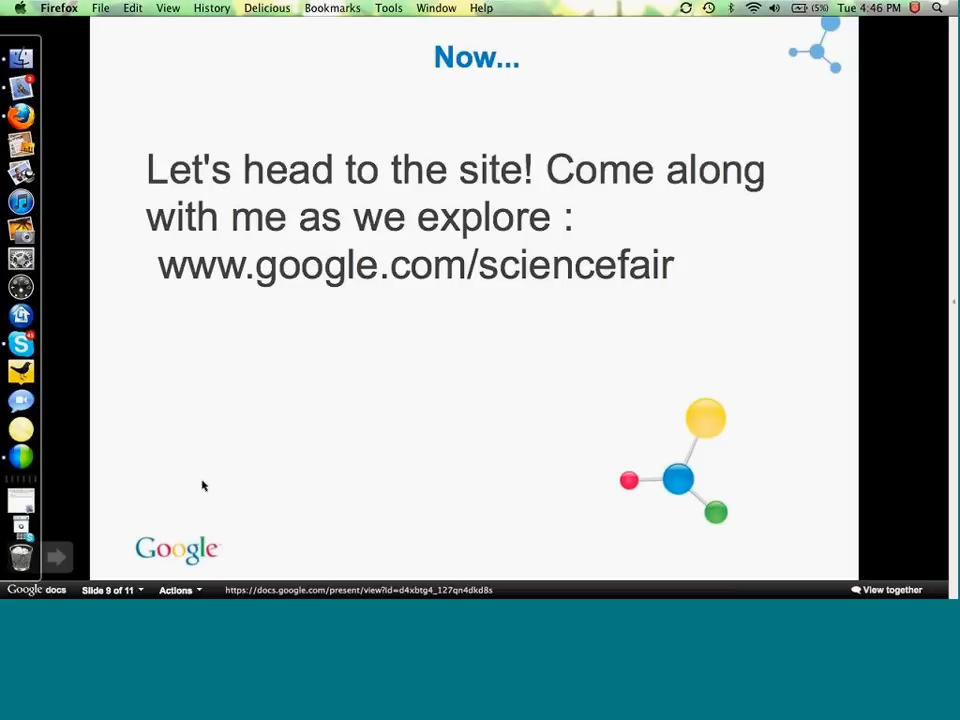 Firefox File Edit View History Delicious Bookmarks Tools Window Help (5%) Tue 4:46 PM
Now...
Let's head to the site! Come along
with me as we explore :
www.google.com/sciencefair
Google
Google docs Slide 9 of 11 Actions https://docs.google.com/present/view?id=d4xbtg4_127qn4dkd8s View together